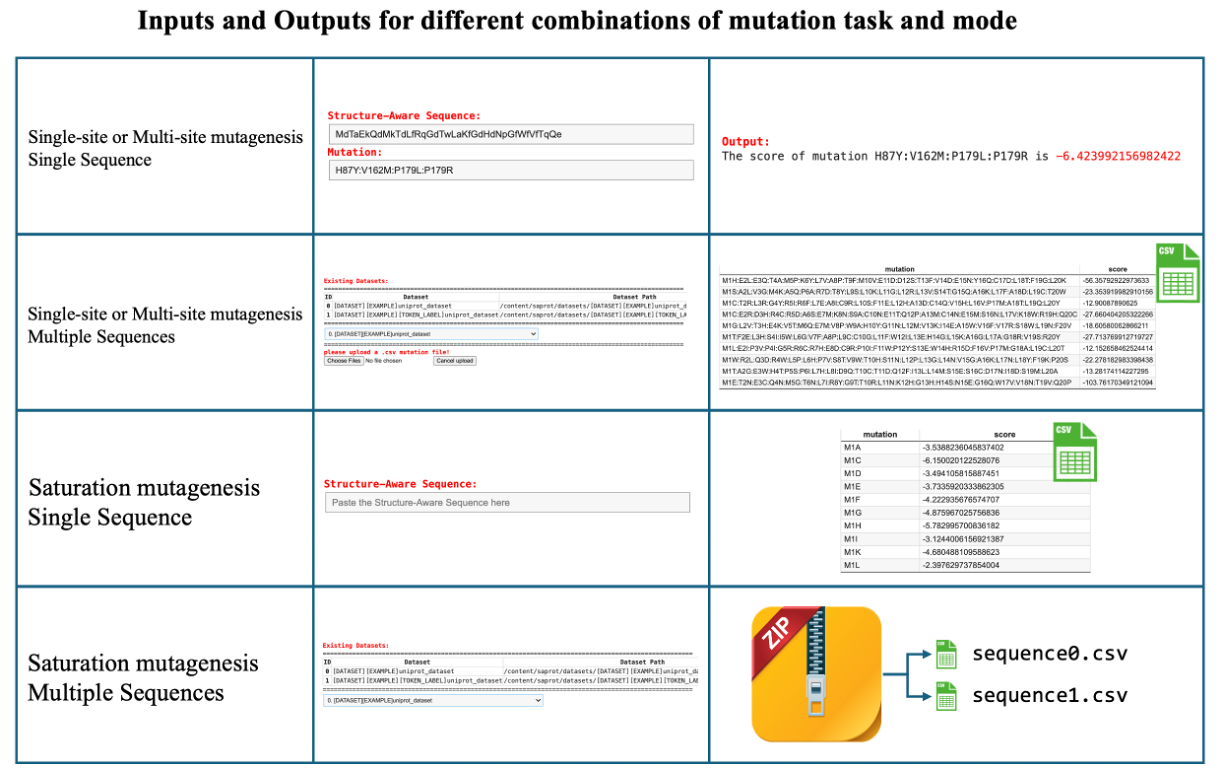 Inputs and Outputs for different combinations of mutation task and mode
Single-site or Multi-site mutagenesis
Single Sequence
Structure-Aware Sequence:
MdTaEkQdMkTdLfRqGdTwLaKfGdHdNpGfWfVfTqQe
Mutation:
H87Y:V162M:P179L:P179R
Output:
The score of mutation H87Y:V162M:P179L:P179R is -6.423992156982422
Single-site or Multi-site mutagenesis
Multiple Sequences
Existing Datasets:
ID Dataset Dataset Path
0 [DATASET][EXAMPLE]uniprot_dataset /content/saprot/datasets/[DATASET][EXAMPLE]uniprot_d
1 [DATASET][EXAMPLE][TOKEN_LABEL]uniprot_dataset /content/saprot/datasets/[DATASET][EXAMPLE][TOKEN_LA
0. [DATASET][EXAMPLE]uniprot_dataset
please upload a .csv mutation file!
Choose Files No file chosen Cancel upload
CSV
mutation score
M1H:E2L:E3Q:T4A:M5P:K6Y:L7V:A8P:T9F:M10V:E11D:D12S:T13F:V14D:E15N:Y16Q:C17D:L18T:F19G:L20K -56.357929222973633
M1S:A2L:V3G:M4K:A5Q:P6A:R7D:T8Y:L9S:L10K:L11G:L12R:L13V:S14T:G15Q:A16K:L17F:A18D:L19C:T20W -23.353919982910156
M1C:T2R:L3R:G4Y:R5I:R6F:L7E:A8I:C9R:L10S:F11E:L12H:A13D:C14Q:V15H:L16V:P17M:A18T:L19Q:L20Y -12.90087890625
M1C:E2R:D3H:R4C:R5D:A6S:E7M:K8N:S9A:C10N:E11T:Q12P:A13M:C14N:E15M:S16N:L17V:K18W:R19H:Q20C -27.660404205322266
M1G:L2V:T3H:E4K:V5T:M6Q:E7M:V8P:W9A:H10Y:G11N:L12M:V13K:I14E:A15W:V16F:V17R:S18W:L19N:F20V -18.60580062866211
M1T:F2E:L3H:S4I:I5W:L6G:V7F:A8P:L9C:C10G:L11F:W12I:L13E:H14G:L15K:A16G:L17A:G18R:V19S:R20Y -27.713769912719727
M1L:E2I:P3V:P4I:G5R:R6C:R7H:E8D:C9R:P10I:F11W:P12Y:S13E:W14H:R15D:F16V:P17M:G18A:L19C:L20T -12.152658462524414
M1W:R2L:Q3D:R4W:L5P:L6H:P7V:S8T:V9W:T10H:S11N:L12P:L13G:L14N:V15G:A16K:L17N:L18Y:F19K:P20S -22.278182983398438
M1T:A2G:E3W:H4T:P5S:P6I:L7H:L8I:D9Q:T10C:T11D:Q12F:I13L:L14M:S15E:S16C:D17N:I18D:S19M:L20A -13.28174114227295
M1E:T2N:E3C:Q4N:M5G:T6N:L7I:R8Y:G9T:T10R:L11N:K12H:G13H:H14S:N15E:G16Q:W17V:V18N:T19V:Q20P -103.76170349121094
Saturation mutagenesis
Single Sequence
Structure-Aware Sequence:
Paste the Structure-Aware Sequence here
CSV
mutation score
M1A -3.5388236045837402
M1C -6.150020122528076
M1D -3.494105815887451
M1E -3.7335920333862305
M1F -4.222935676574707
M1G -4.875967025756836
M1H -5.782995700836182
M1I -3.1244006156921387
M1K -4.680488109588623
M1L -2.397629737854004
Saturation mutagenesis
Multiple Sequences
Existing Datasets:
ID Dataset Dataset Path
0 [DATASET][EXAMPLE]uniprot_dataset /content/saprot/datasets/[DATASET][EXAMPLE]uniprot_da
1 [DATASET][EXAMPLE][TOKEN_LABEL]uniprot_dataset /content/saprot/datasets/[DATASET][EXAMPLE][TOKEN_LAB
0. [DATASET][EXAMPLE]uniprot_dataset
ZIP
CSV
sequence0.csv
CSV
sequence1.csv